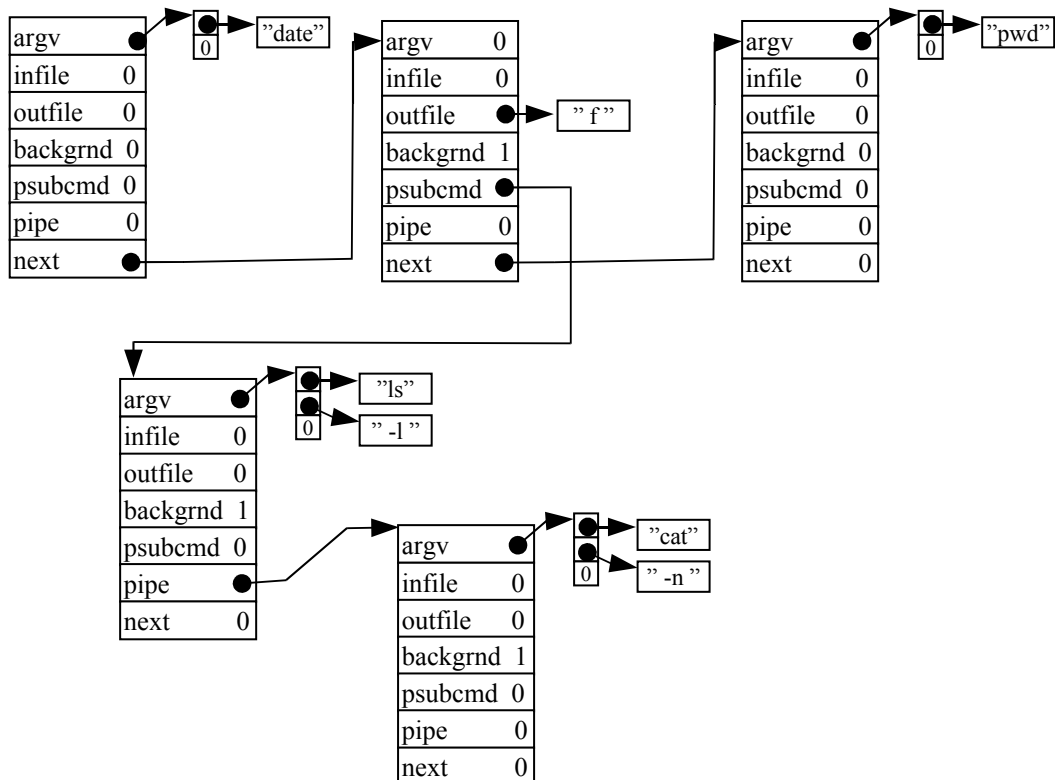 argv
0
"date"
infile 0
outfile 0
backgrnd 0
psubcmd 0
pipe 0
next
argv 0
infile 0
outfile
" f "
backgrnd 1
psubcmd
pipe 0
next
argv
0
"pwd"
infile 0
outfile 0
backgrnd 0
psubcmd 0
pipe 0
next 0
argv
0
"ls"
" -l "
infile 0
outfile 0
backgrnd 1
psubcmd 0
pipe
next 0
argv
0
"cat"
" -n "
infile 0
outfile 0
backgrnd 1
psubcmd 0
pipe 0
next 0